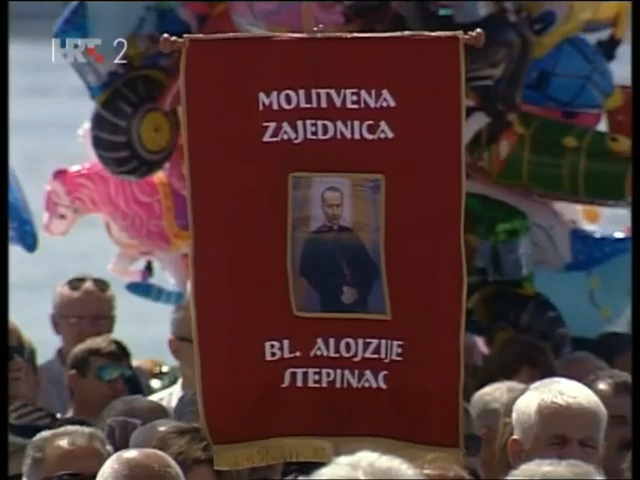 HRT 2
MOLITVENA
ZAJEDNICA
BL. ALOJZIJE
STEPINAC